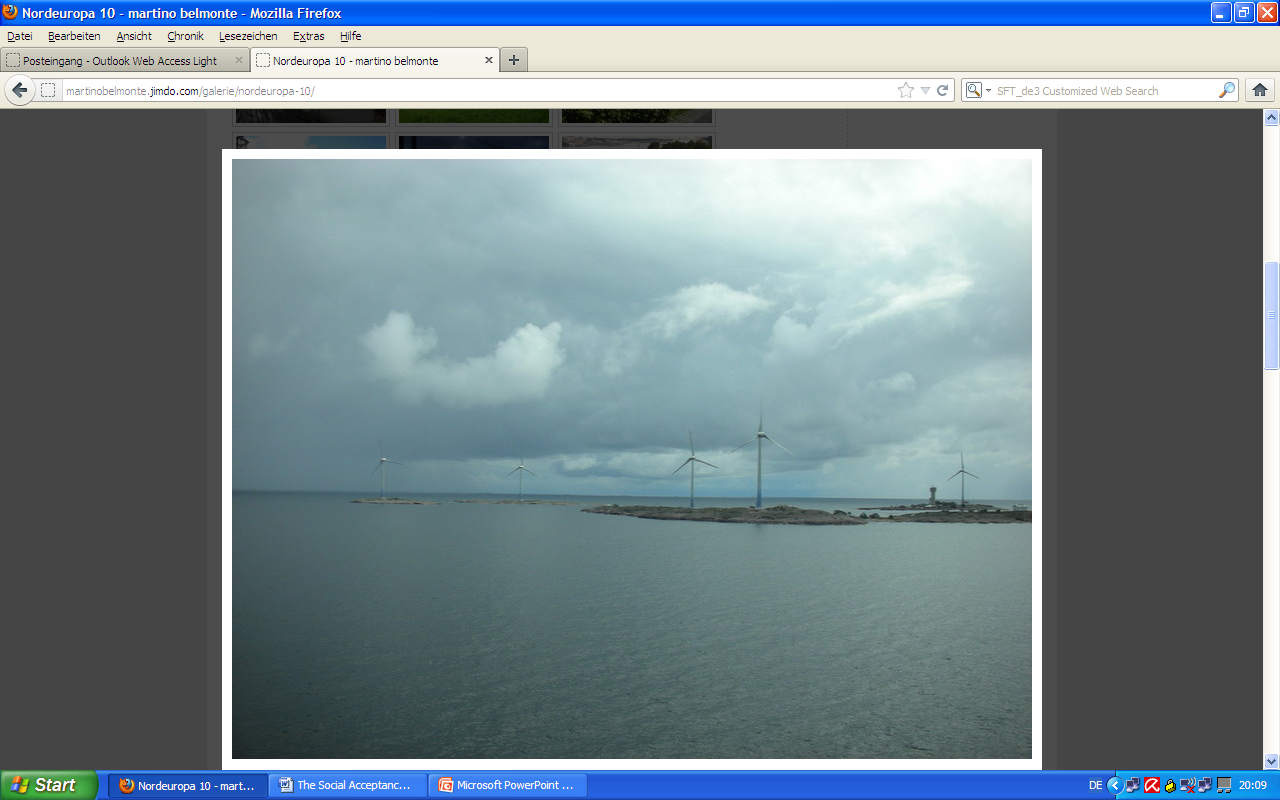 Nordeuropa 10 - martino belmonte - Mozilla Firefox
Datei Bearbeiten Ansicht Chronik Lesezeichen Extras Hilfe
Posteingang - Outlook Web Access Light Nordeuropa 10 - martino belmonte
martinobelmonte.jimdo.com/galerie/nordeuropa-10/ SFT_de3 Customized Web Search
Start Nordeuropa 10 - mart... The Social Acceptanc... Microsoft PowerPoint ... DE 20:09